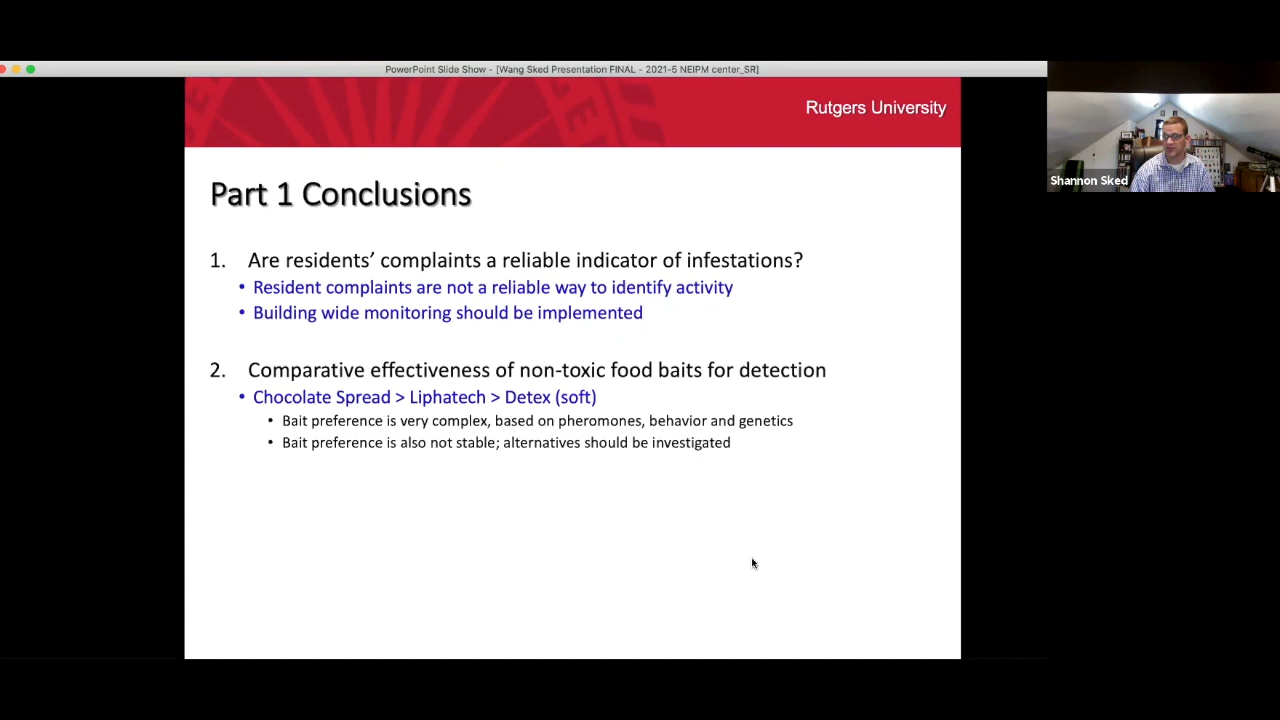 PowerPoint Slide Show - [Wang Sked Presentation FINAL - 2021-5 NEIPM center_SR]
Rutgers University
Shannon Sked
Part 1 Conclusions
1. Are residents’ complaints a reliable indicator of infestations?
• Resident complaints are not a reliable way to identify activity
• Building wide monitoring should be implemented
2. Comparative effectiveness of non-toxic food baits for detection
• Chocolate Spread > Liphatech > Detex (soft)
• Bait preference is very complex, based on pheromones, behavior and genetics
• Bait preference is also not stable; alternatives should be investigated